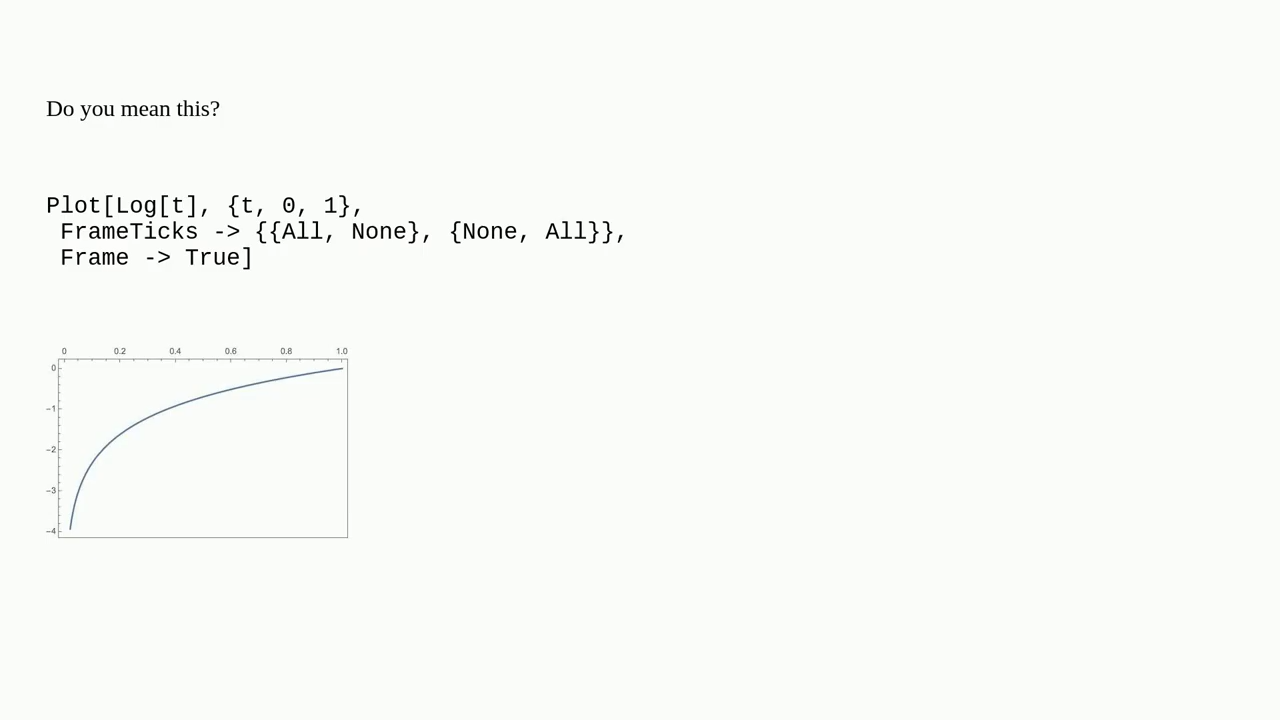 Do you mean this?
Plot[Log[t], {t, 0, 1},
 FrameTicks -> {{All, None}, {None, All}},
 Frame -> True]
0 0.2 0.4 0.6 0.8 1.0
0
−1
−2
−3
−4